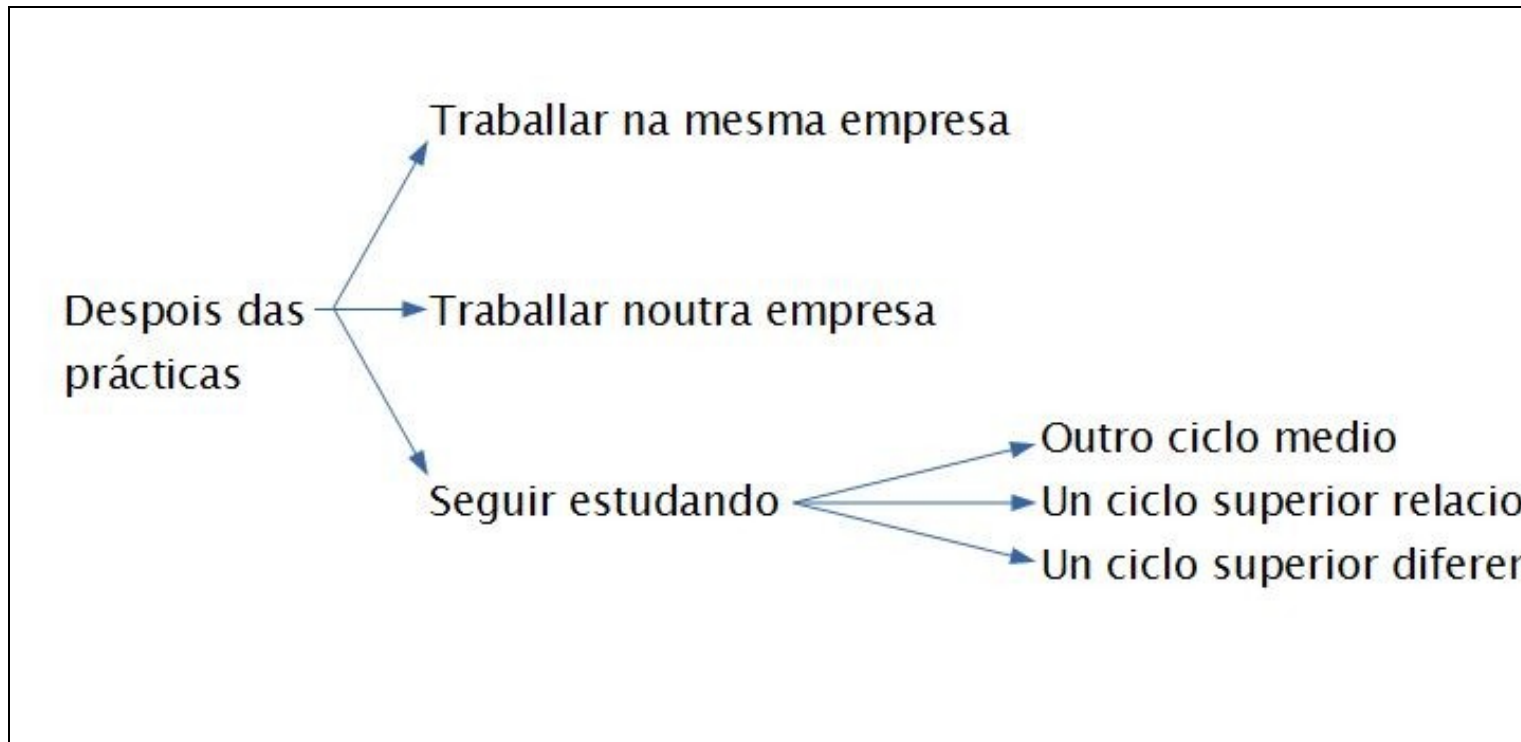 Traballar na mesma empresa
Despois das
prácticas
Traballar noutra empresa
Seguir estudando
Outro ciclo medio
Un ciclo superior
Un ciclo superior